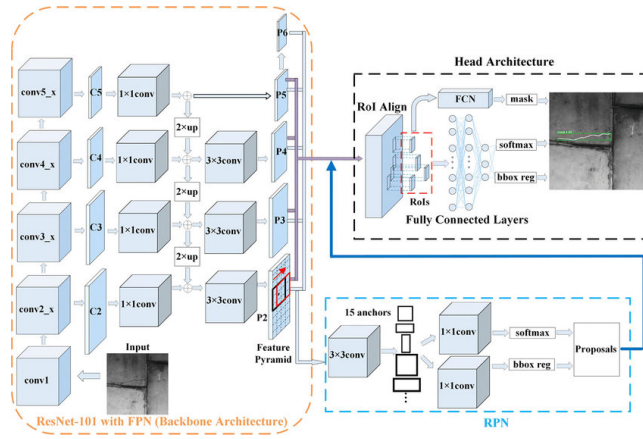 P6
conv5_x
C5
1×1conv
P5
2×up
conv4_x
C4
1×1conv
3×3conv
P4
2×up
conv3_x
C3
1×1conv
3×3conv
P3
2×up
conv2_x
C2
1×1conv
3×3conv
P2
Feature
Pyramid
Input
conv1
ResNet-101 with FPN (Backbone Architecture)
Head Architecture
RoI Align
FCN
mask
softmax
bbox reg
RoIs
Fully Connected Layers
15 anchors
3×3conv
1×1conv
softmax
1×1conv
bbox reg
Proposals
RPN